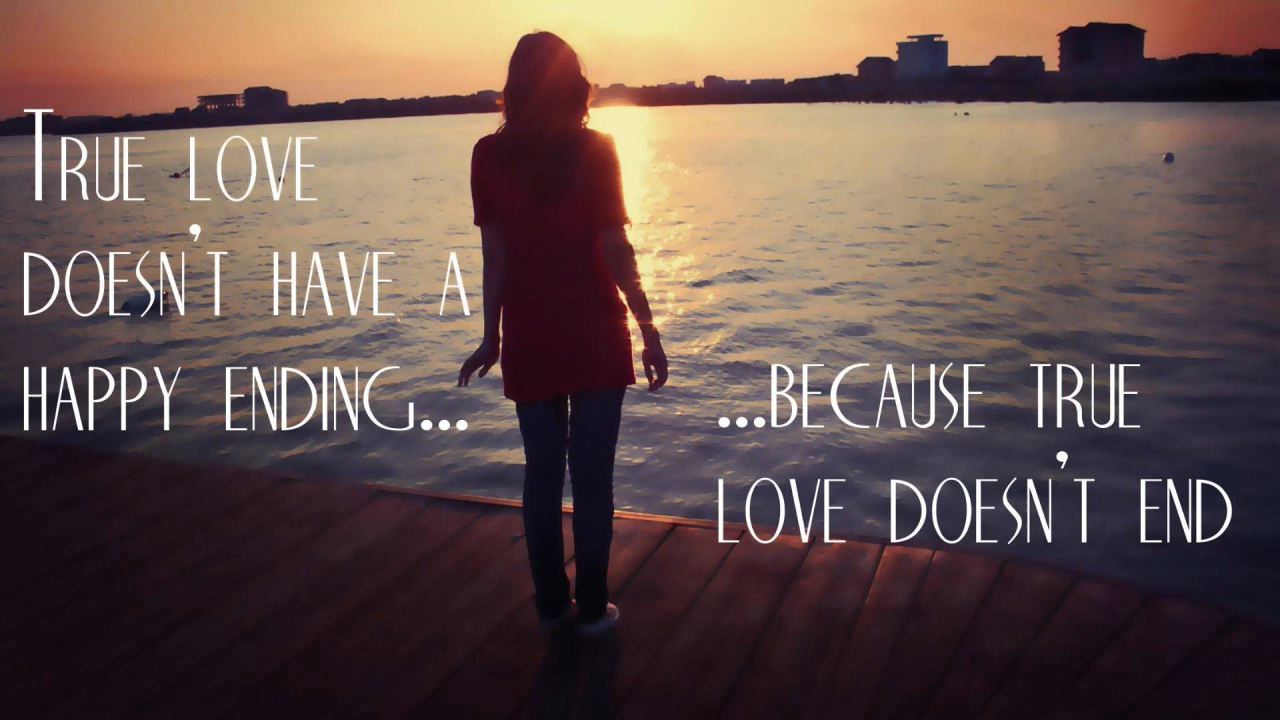 True love
doesn't have a
happy ending...
...because true
love doesn't end